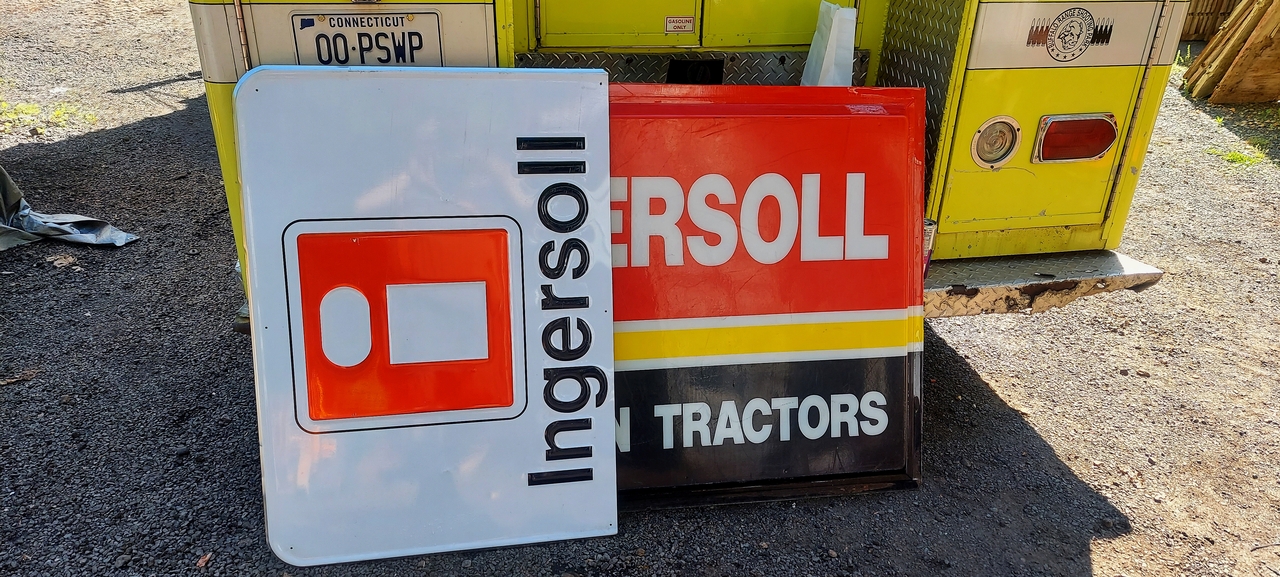 CONNECTICUT
00·PSWP
GASOLINE
ONLY
Ingersoll
ERSOLL
N TRACTORS